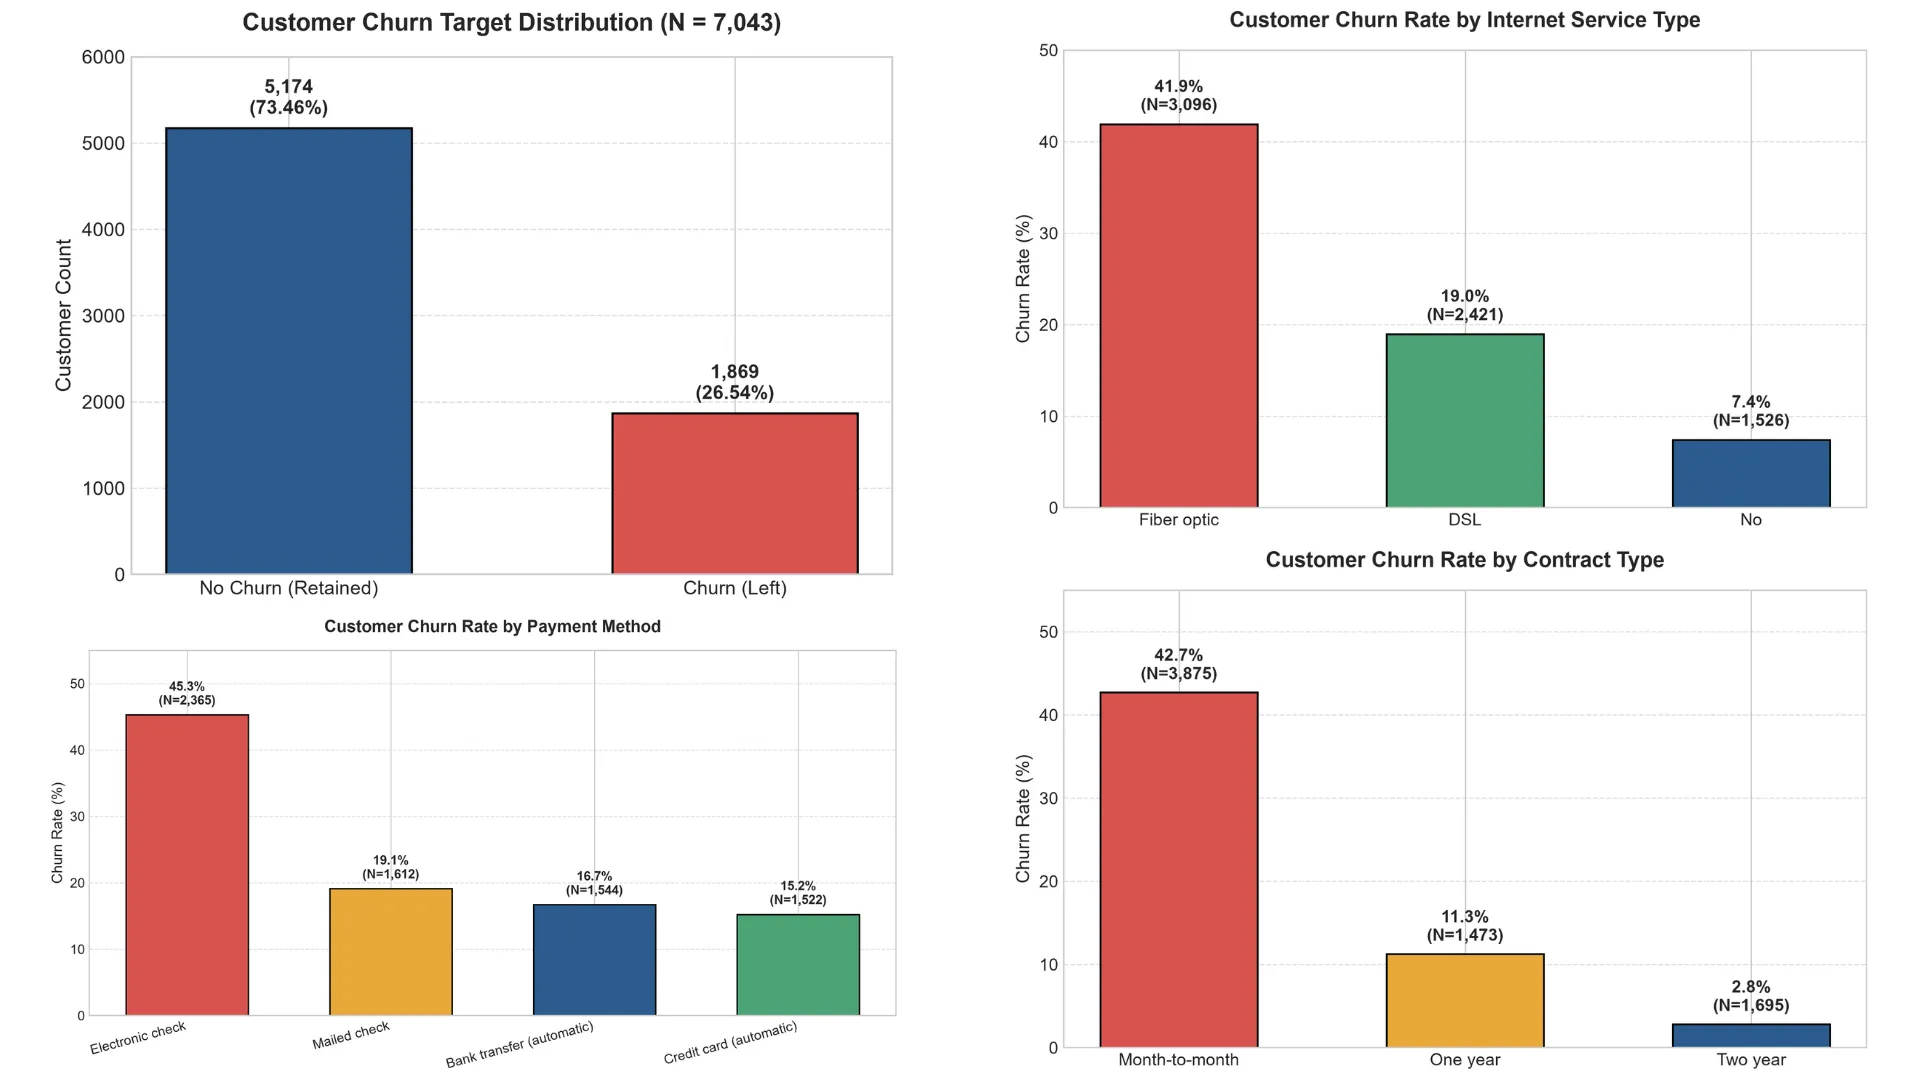 Customer Churn Target Distribution (N = 7,043)
Customer Count
6000
5000
4000
3000
2000
1000
0
5,174
(73.46%)
1,869
(26.54%)
No Churn (Retained)
Churn (Left)
Customer Churn Rate by Internet Service Type
Churn Rate (%)
50
40
30
20
10
0
41.9%
(N=3,096)
19.0%
(N=2,421)
7.4%
(N=1,526)
Fiber optic
DSL
No
Customer Churn Rate by Payment Method
Churn Rate (%)
50
40
30
20
10
0
45.3%
(N=2,365)
19.1%
(N=1,612)
16.7%
(N=1,544)
15.2%
(N=1,522)
Electronic check
Mailed check
Bank transfer (automatic)
Credit card (automatic)
Customer Churn Rate by Contract Type
Churn Rate (%)
50
40
30
20
10
0
42.7%
(N=3,875)
11.3%
(N=1,473)
2.8%
(N=1,695)
Month-to-month
One year
Two year